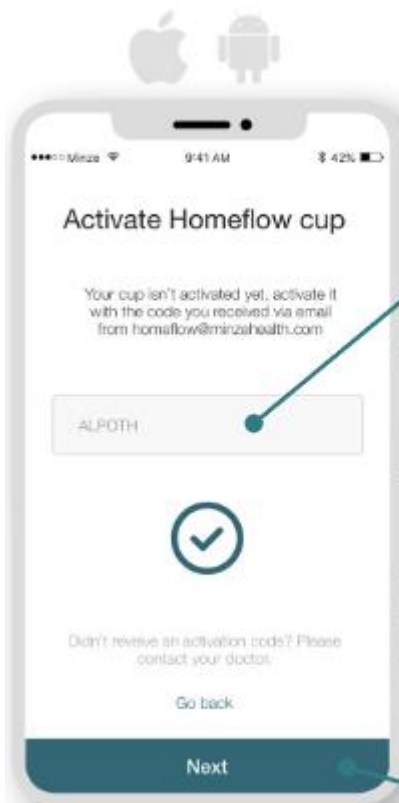 Minze
9:41 AM
42%
Activate Homeflow cup
Your cup isn't activated yet, activate it
with the code you received via email
from homeflow@minzehealth.com
ALPOTH
Didn't reveive an activation code? Please
contact your doctor.
Go back
Next